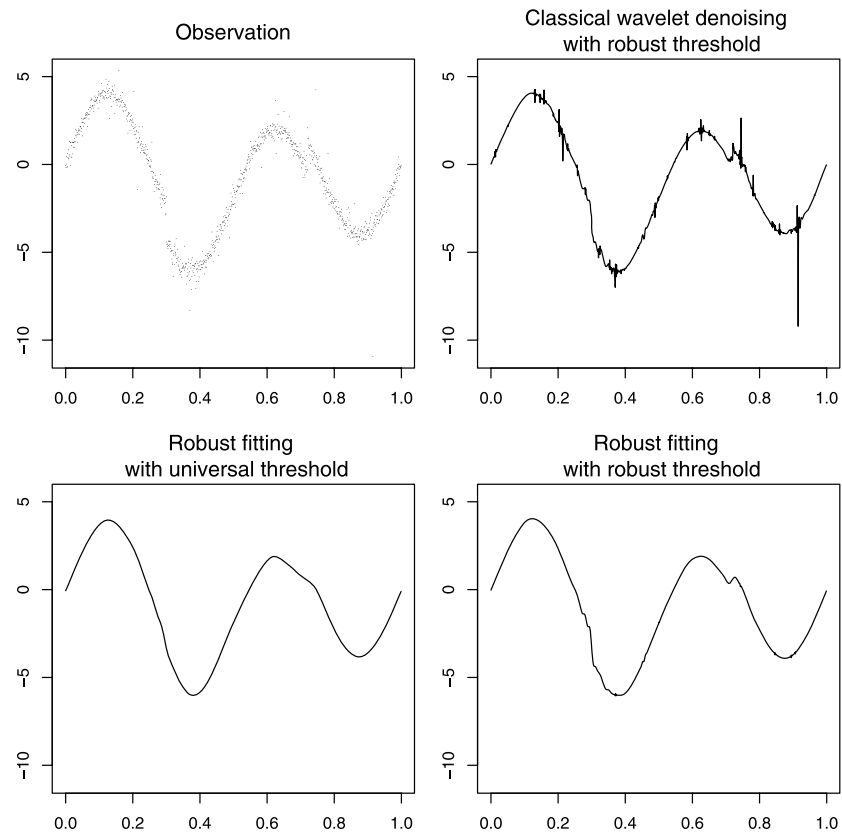 Observation
5
0
−5
−10
0.0 0.2 0.4 0.6 0.8 1.0
Classical wavelet denoising
with robust threshold
5
0
−5
−10
0.0 0.2 0.4 0.6 0.8 1.0
Robust fitting
with universal threshold
5
0
−5
−10
0.0 0.2 0.4 0.6 0.8 1.0
Robust fitting
with robust threshold
5
0
−5
−10
0.0 0.2 0.4 0.6 0.8 1.0